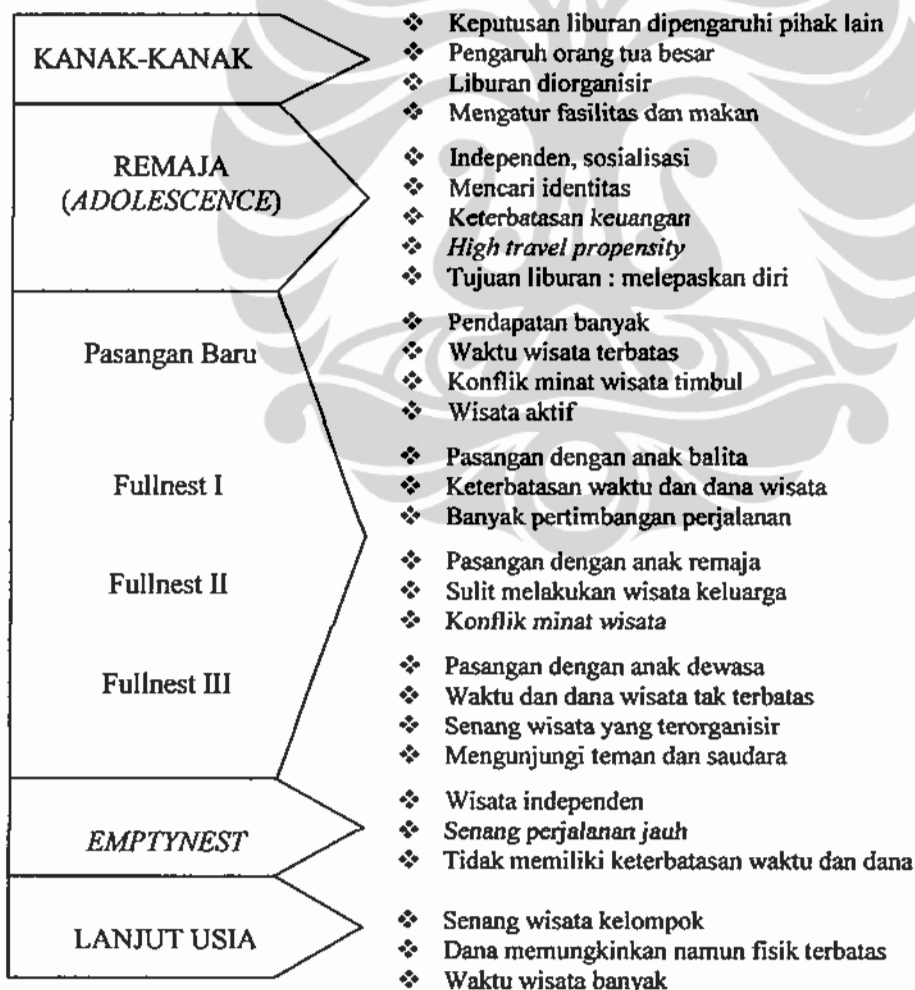 KANAK-KANAK
❖ Keputusan liburan dipengaruhi pihak lain
❖ Pengaruh orang tua besar
❖ Liburan diorganisir
❖ Mengatur fasilitas dan makan
REMAJA
(ADOLESCENCE)
❖ Independen, sosialisasi
❖ Mencari identitas
❖ Keterbatasan keuangan
❖ High travel propensity
❖ Tujuan liburan : melepaskan diri
Pasangan Baru
❖ Pendapatan banyak
❖ Waktu wisata terbatas
❖ Konflik minat wisata timbul
❖ Wisata aktif
Fullnest I
❖ Pasangan dengan anak balita
❖ Keterbatasan waktu dan dana wisata
❖ Banyak pertimbangan perjalanan
Fullnest II
❖ Pasangan dengan anak remaja
❖ Sulit melakukan wisata keluarga
❖ Konflik minat wisata
Fullnest III
❖ Pasangan dengan anak dewasa
❖ Waktu dan dana wisata tak terbatas
❖ Senang wisata yang terorganisir
❖ Mengunjungi teman dan saudara
EMPTYNEST
❖ Wisata independen
❖ Senang perjalanan jauh
❖ Tidak memiliki keterbatasan waktu dan dana
LANJUT USIA
❖ Senang wisata kelompok
❖ Dana memungkinkan namun fisik terbatas
❖ Waktu wisata banyak